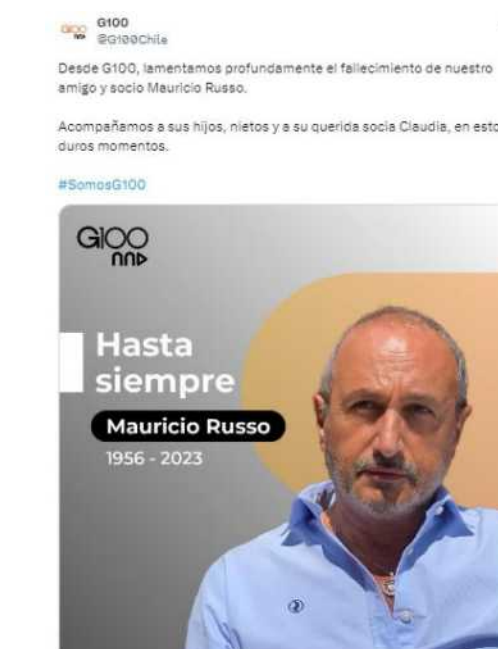 G100
@G100Chile
Desde G100, lamentamos profundamente el fallecimiento de nuestro
amigo y socio Mauricio Russo.
Acompañamos a sus hijos, nietos y a su querida socia Claudia, en esto
duros momentos.
#SomosG100
G100
Hasta
siempre
Mauricio Russo
1956 - 2023